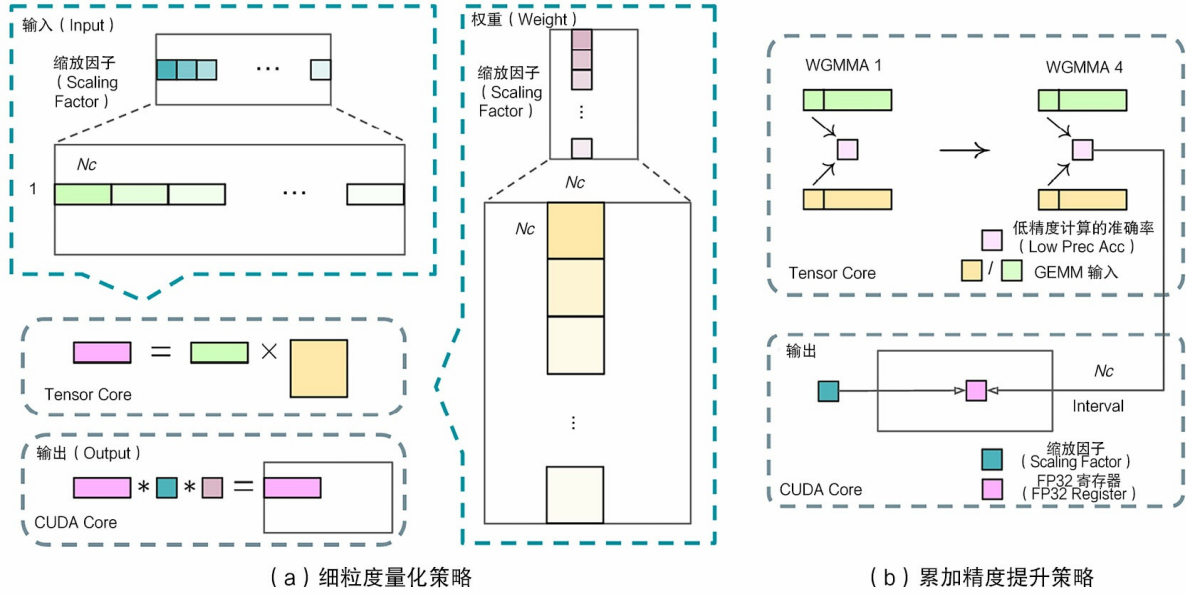 输入（Input）
缩放因子
（Scaling
Factor）
...
Nc
1
...
Tensor Core
=
×
输出（Output）
* * =
CUDA Core
权重（Weight）
缩放因子
（Scaling
Factor）
...
Nc
Nc
...
（a）细粒度量化策略
WGMMA 1
WGMMA 4
低精度计算的准确率
（Low Prec Acc）
/
GEMM 输入
Tensor Core
输出
Nc
Interval
缩放因子
（Scaling Factor）
FP32 寄存器
（FP32 Register）
CUDA Core
（b）累加精度提升策略